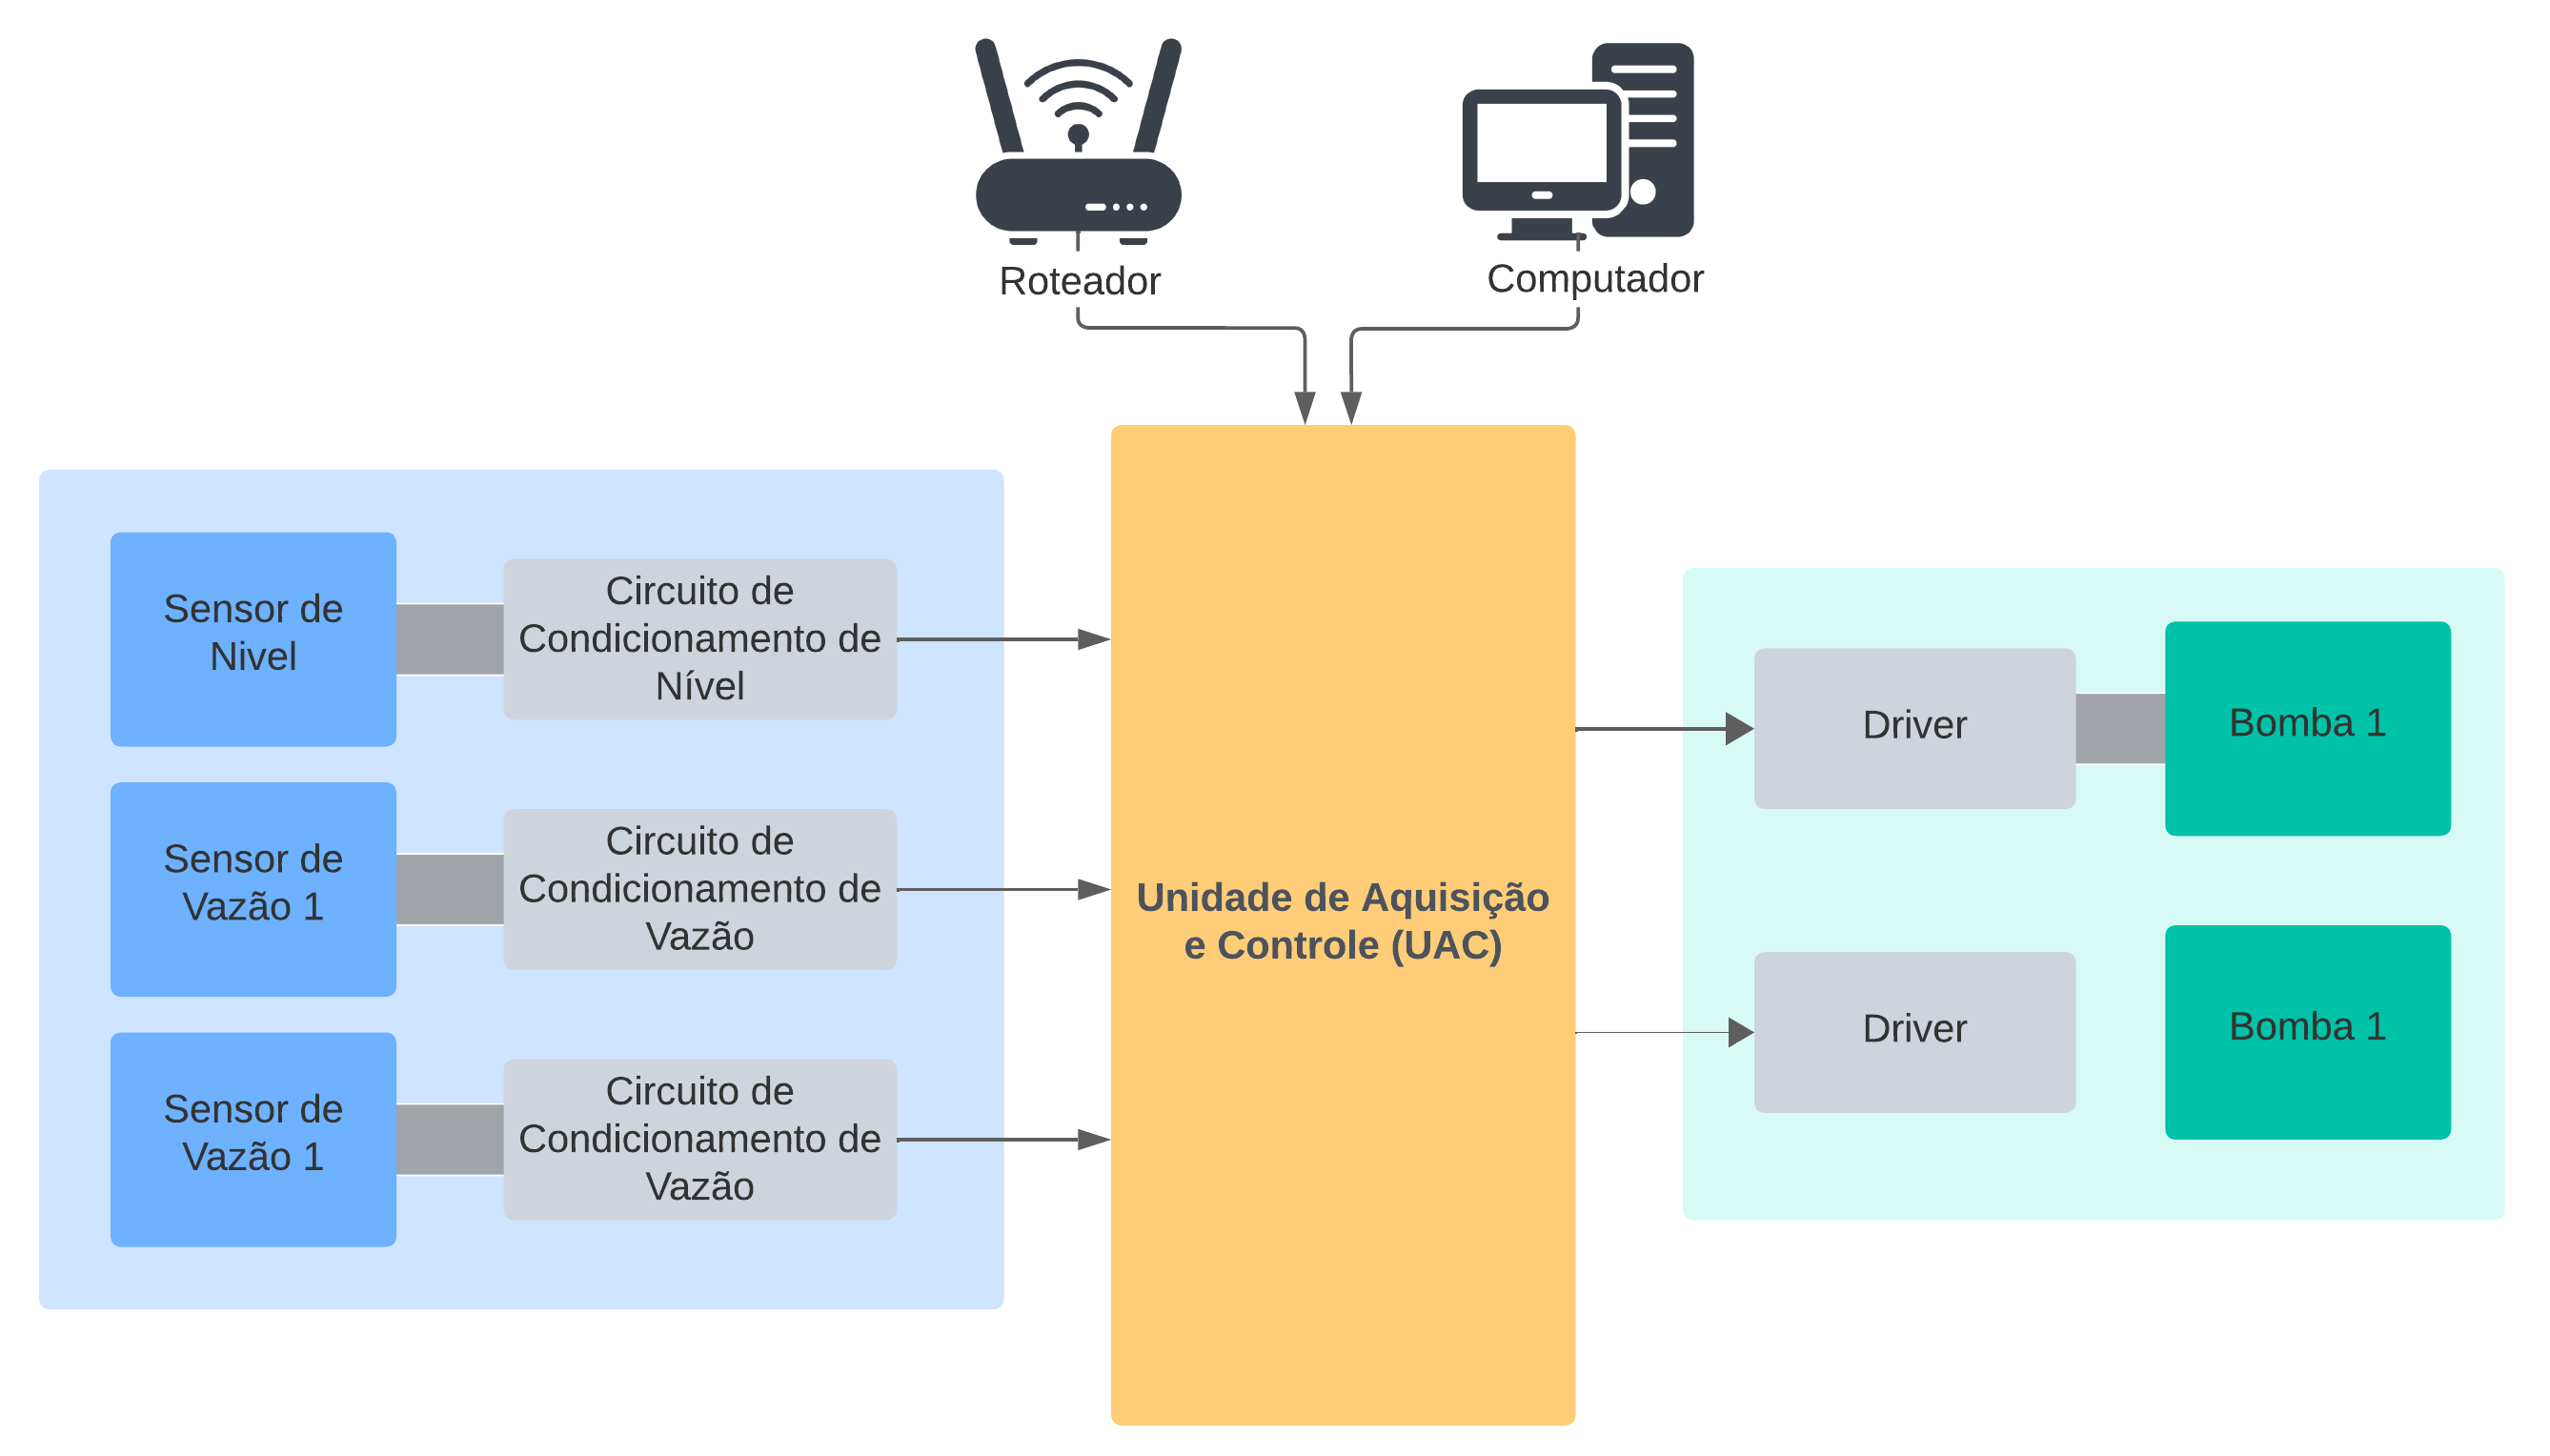 Roteador
Computador
Sensor de
Nivel
Circuito de
Condicionamento de
Nível
Sensor de
Vazão 1
Circuito de
Condicionamento de
Vazão
Sensor de
Vazão 1
Circuito de
Condicionamento de
Vazão
Unidade de Aquisição
e Controle (UAC)
Driver
Bomba 1
Driver
Bomba 1